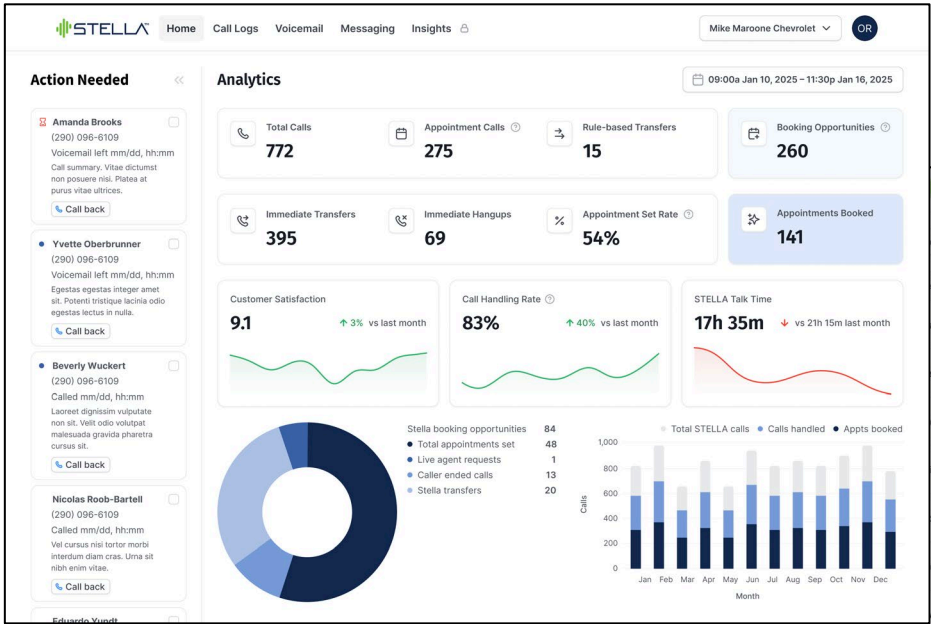 STELLA
Home
Call Logs
Voicemail
Messaging
Insights
Mike Maroone Chevrolet
OR
Action Needed
Amanda Brooks
(290) 096-6109
Voicemail left mm/dd, hh:mm
Call summary. Vitae dictumst
non posuere nisi. Platea at
purus vitae ultrices.
Call back
Yvette Oberbrunner
(290) 096-6109
Voicemail left mm/dd, hh:mm
Egestas egestas integer amet
sit. Potenti tristique lacinia odio
egestas lectus in nulla.
Call back
Beverly Wuckert
(290) 096-6109
Called mm/dd, hh:mm
Laoreet dignissim vulputate
non sit. Velit odio volutpat
malesuada gravida pharetra
cursus sit.
Call back
Nicolas Roob-Bartell
(290) 096-6109
Called mm/dd, hh:mm
Vel cursus nisi tortor morbi
interdum diam cras. Urna sit
nibh enim vitae.
Call back
Eduardo Yundt
Analytics
09:00a Jan 10, 2025 – 11:30p Jan 16, 2025
Total Calls
772
Appointment Calls
275
Rule-based Transfers
15
Booking Opportunities
260
Immediate Transfers
395
Immediate Hangups
69
Appointment Set Rate
54%
Appointments Booked
141
Customer Satisfaction
9.1
3% vs last month
Call Handling Rate
83%
40% vs last month
STELLA Talk Time
17h 35m
vs 21h 15m last month
Stella booking opportunities 84
Total appointments set 48
Live agent requests 1
Caller ended calls 13
Stella transfers 20
Total STELLA calls
Calls handled
Appts booked
Calls
1,000
800
600
400
200
0
Jan Feb Mar Apr May Jun Jul Aug Sep Oct Nov Dec
Month